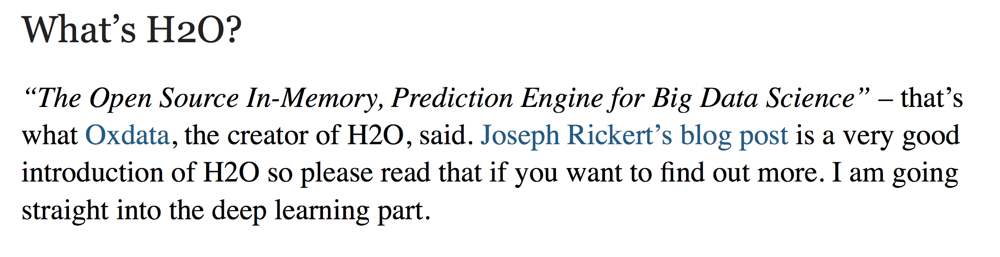 What’s H2O?
“The Open Source In-Memory, Prediction Engine for Big Data Science” – that’s
what Oxdata, the creator of H2O, said. Joseph Rickert’s blog post is a very good
introduction of H2O so please read that if you want to find out more. I am going
straight into the deep learning part.